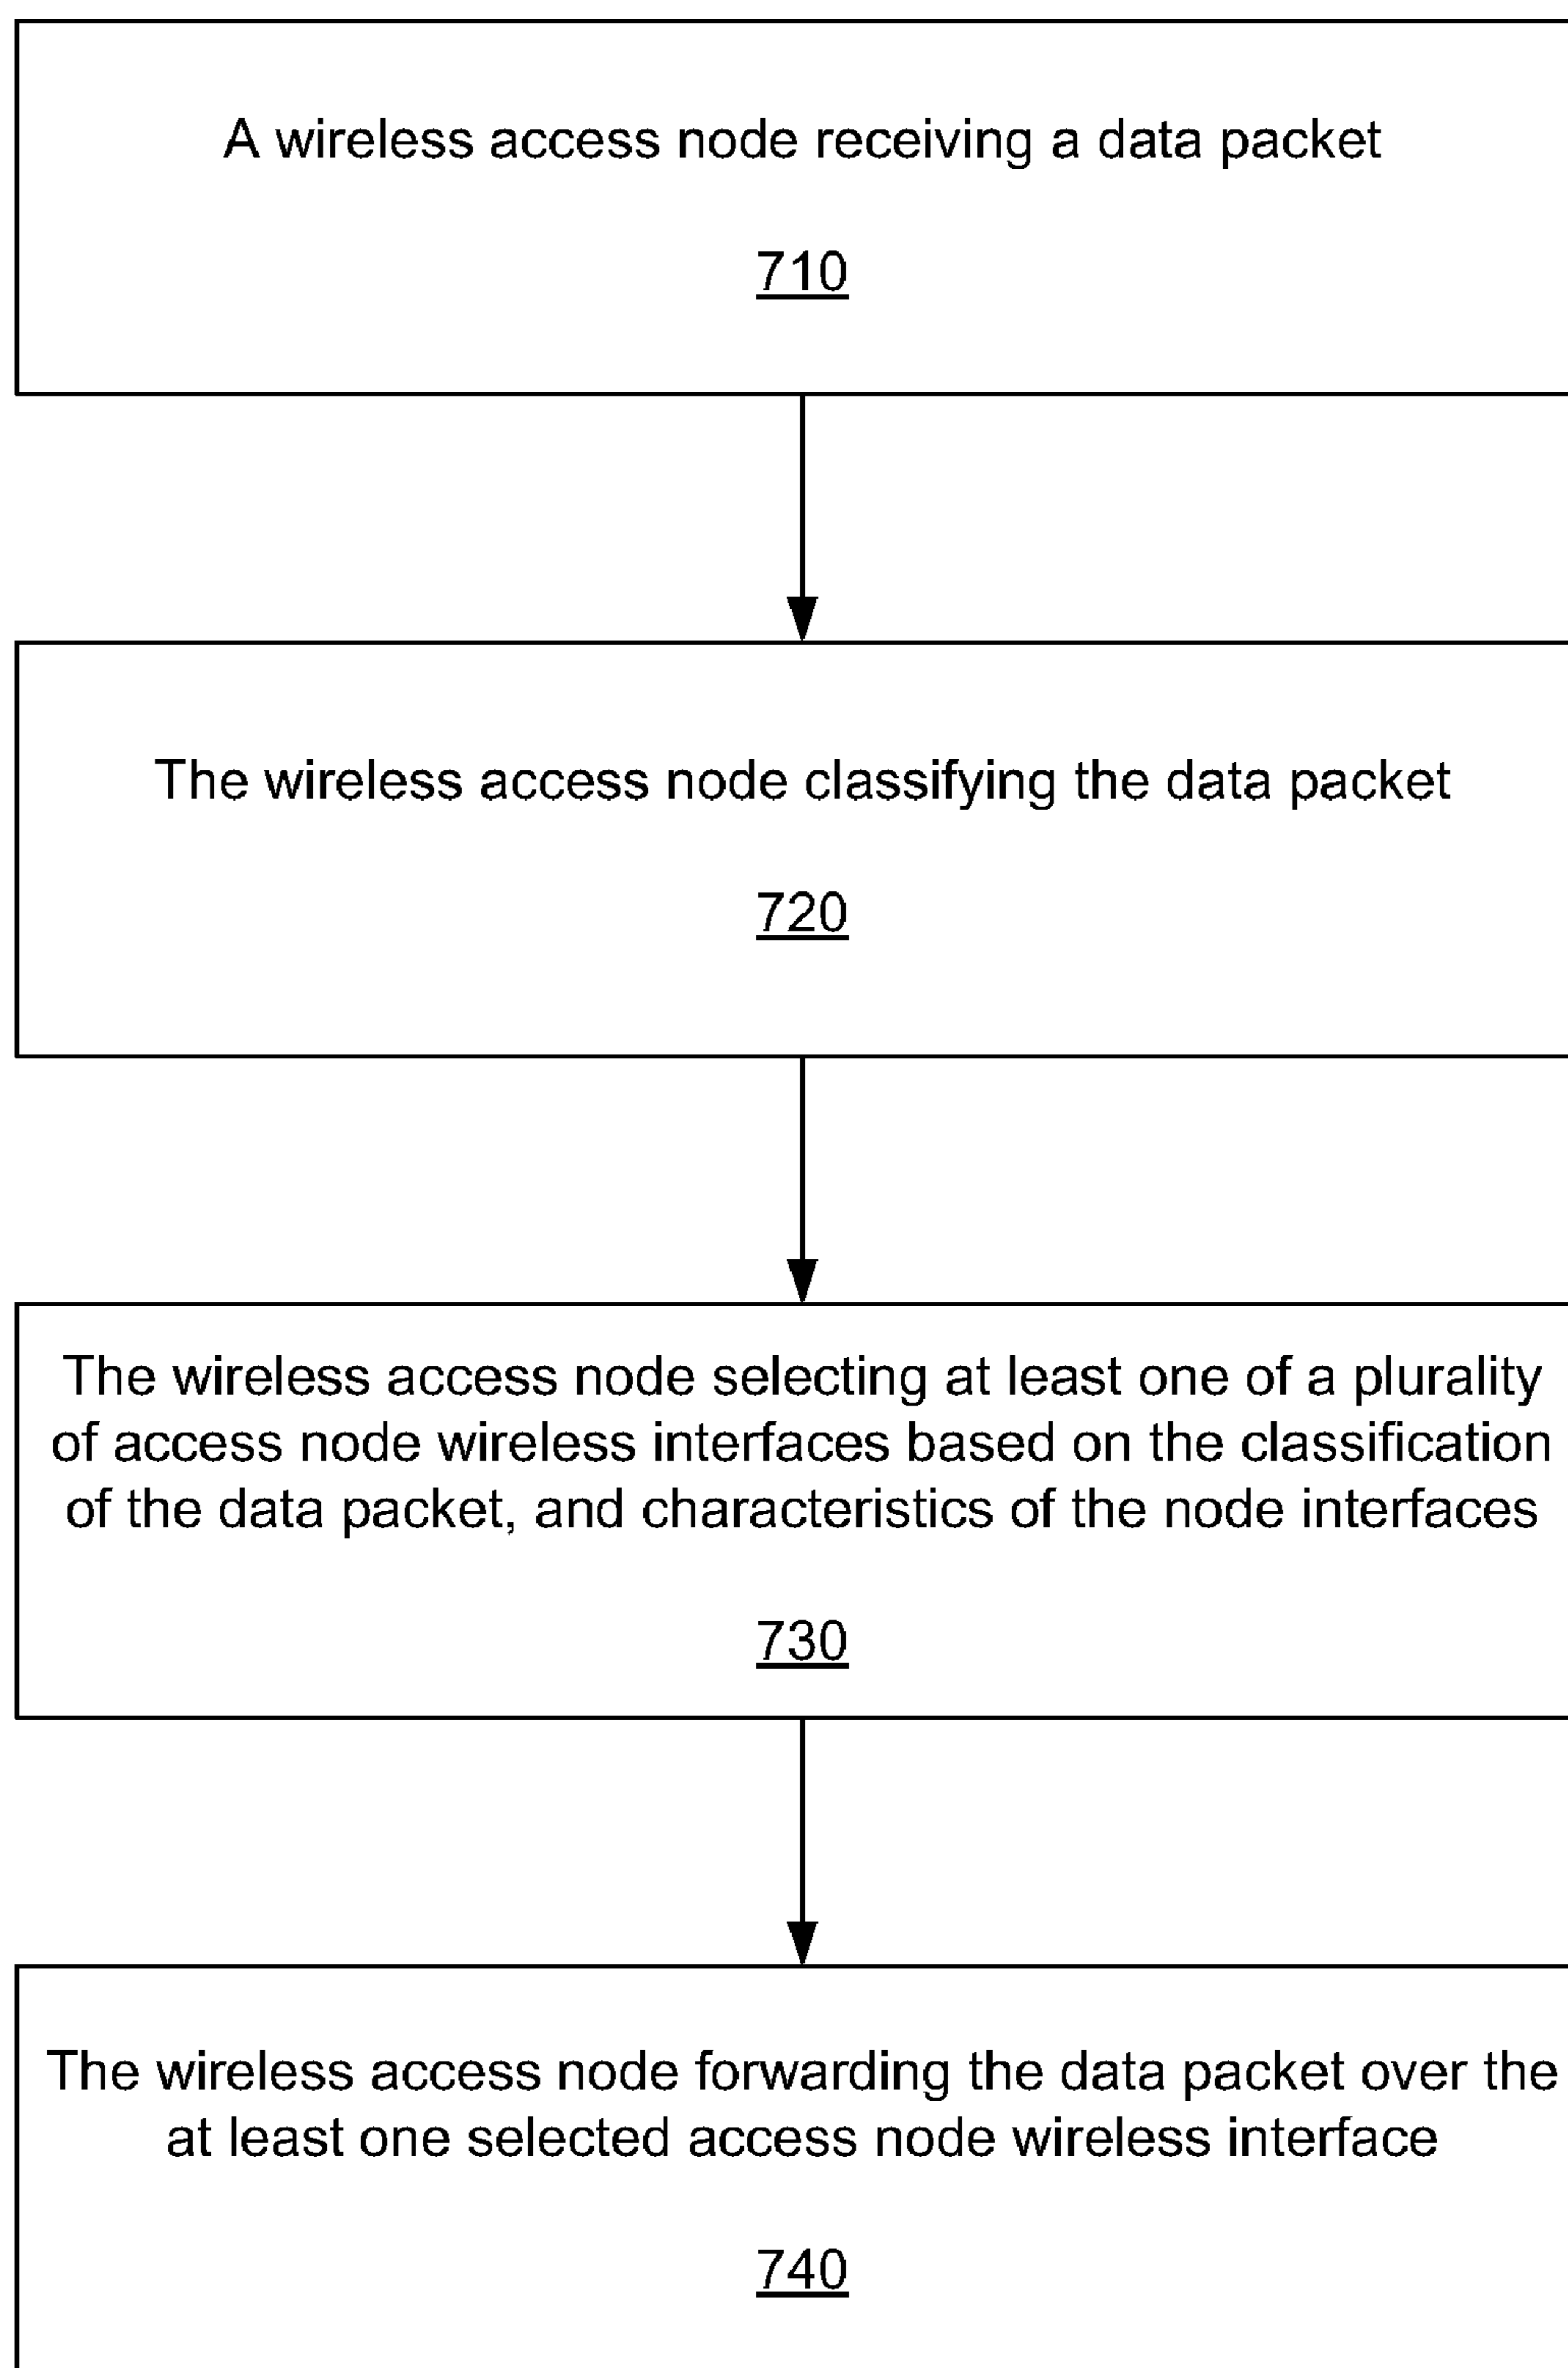 A wireless access node receiving a data packet
710
The wireless access node classifying the data packet
720
The wireless access node selecting at least one of a plurality
of access node wireless interfaces based on the classification
of the data packet, and characteristics of the node interfaces
730
The wireless access node forwarding the data packet over the
at least one selected access node wireless interface
740